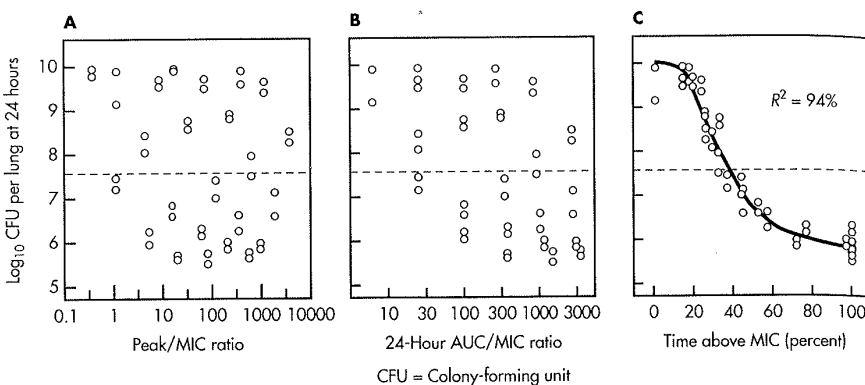 A
B
C
Log10 CFU per lung at 24 hours
10
9
8
7
6
5
0.1 1 10 100 1000 10000
Peak/MIC ratio
10 30 100 300 1000 3000
24-Hour AUC/MIC ratio
R² = 94%
0 20 40 60 80 100
Time above MIC (percent)
CFU = Colony-forming unit